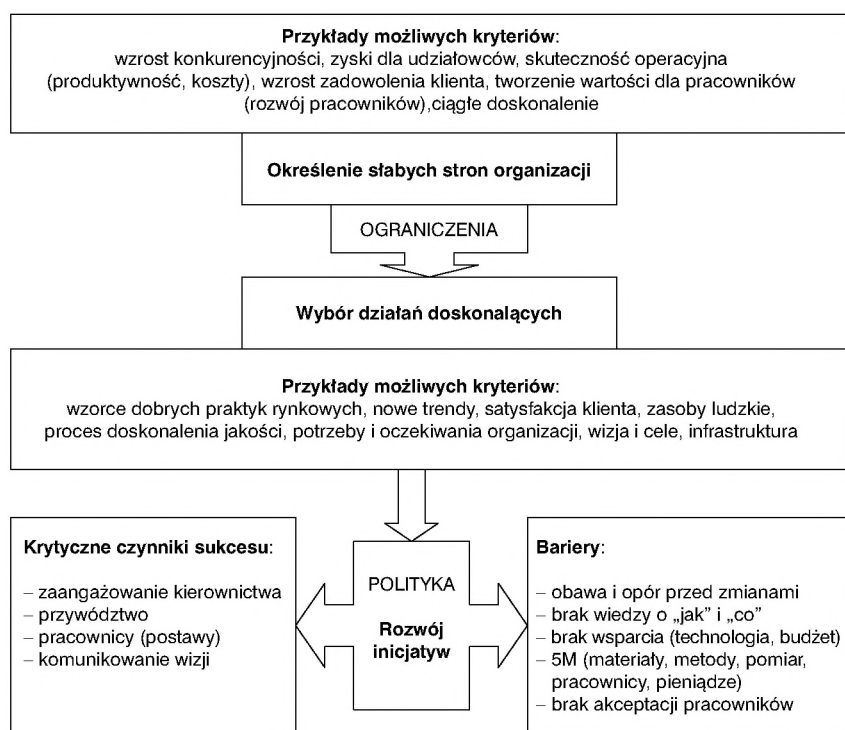 Przykłady możliwych kryteriów:
wzrost konkurencyjności, zyski dla udziałowców, skuteczność operacyjna
(produktywność, koszty), wzrost zadowolenia klienta, tworzenie wartości dla pracowników
(rozwój pracowników),ciągłe doskonalenie
Określenie słabych stron organizacji
OGRANICZENIA
Wybór działań doskonalących
Przykłady możliwych kryteriów:
wzorce dobrych praktyk rynkowych, nowe trendy, satysfakcja klienta, zasoby ludzkie,
proces doskonalenia jakości, potrzeby i oczekiwania organizacji, wizja i cele, infrastruktura
Krytyczne czynniki sukcesu:
– zaangażowanie kierownictwa
– przywództwo
– pracownicy (postawy)
– komunikowanie wizji
POLITYKA
Rozwój
inicjatyw
Bariery:
– obawa i opór przed zmianami
– brak wiedzy o „jak” i „co”
– brak wsparcia (technologia, budżet)
– 5M (materiały, metody, pomiar,
pracownicy, pieniądze)
– brak akceptacji pracowników